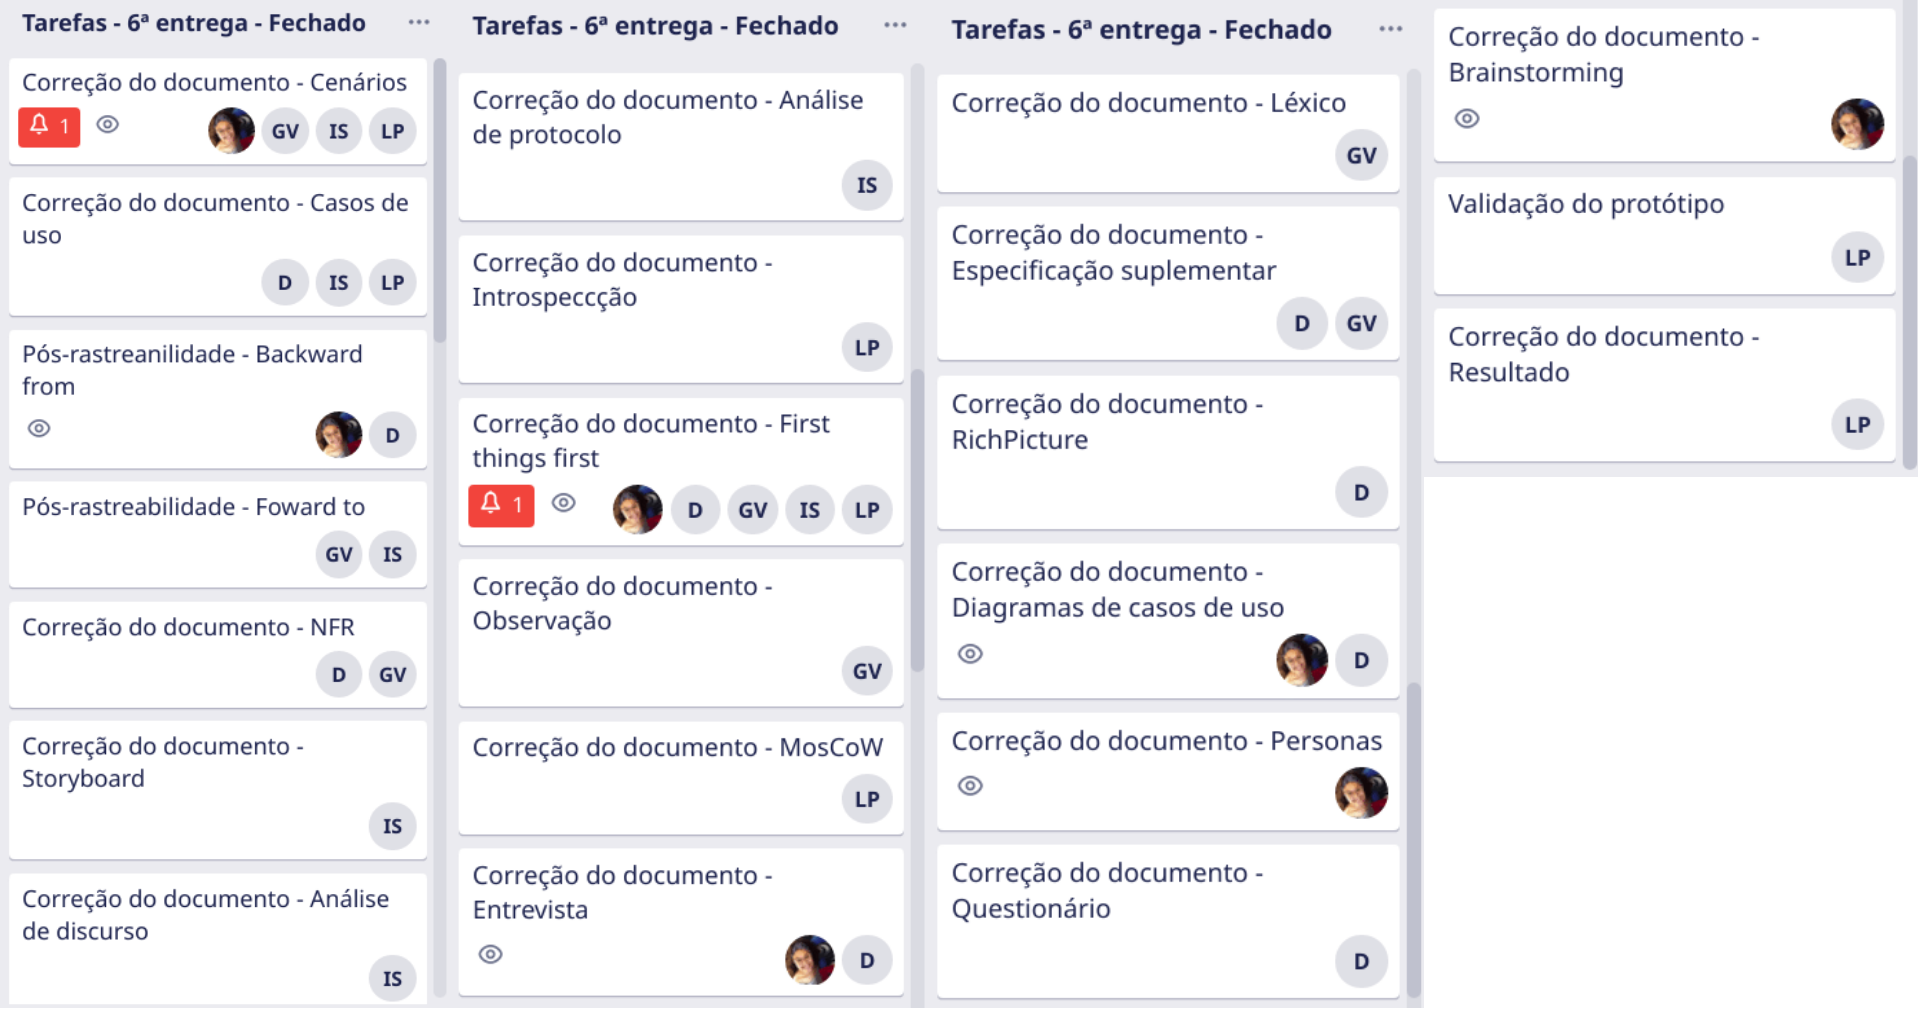 Tarefas - 6ª entrega - Fechado
Correção do documento - Cenários
1
GV IS LP
Correção do documento - Casos de
uso
D IS LP
Pós-rastreanilidade - Backward
from
D
Pós-rastreabilidade - Foward to
GV IS
Correção do documento - NFR
D GV
Correção do documento -
Storyboard
IS
Correção do documento - Análise
de discurso
IS
Tarefas - 6ª entrega - Fechado
Correção do documento - Análise
de protocolo
IS
Correção do documento -
Introspeccção
LP
Correção do documento - First
things first
1
D GV IS LP
Correção do documento -
Observação
GV
Correção do documento - MosCoW
LP
Correção do documento -
Entrevista
D
Tarefas - 6ª entrega - Fechado
Correção do documento - Léxico
GV
Correção do documento -
Especificação suplementar
D GV
Correção do documento -
RichPicture
D
Correção do documento -
Diagramas de casos de uso
D
Correção do documento - Personas
Correção do documento -
Questionário
D
Correção do documento -
Brainstorming
Validação do protótipo
LP
Correção do documento -
Resultado
LP